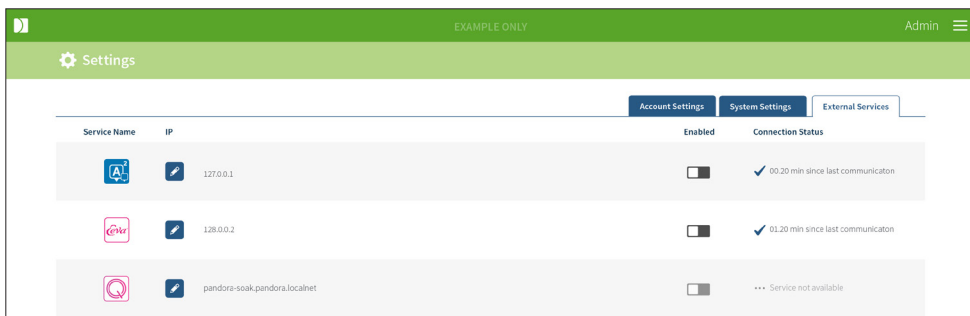 EXAMPLE ONLY
Admin
Settings
Account Settings
System Settings
External Services
Service Name IP Enabled Connection Status
A2 127.0.0.1 00.20 min since last communicaton
eva 128.0.0.2 01.20 min since last communicaton
Q pandora-soak.pandora.localnet Service not available